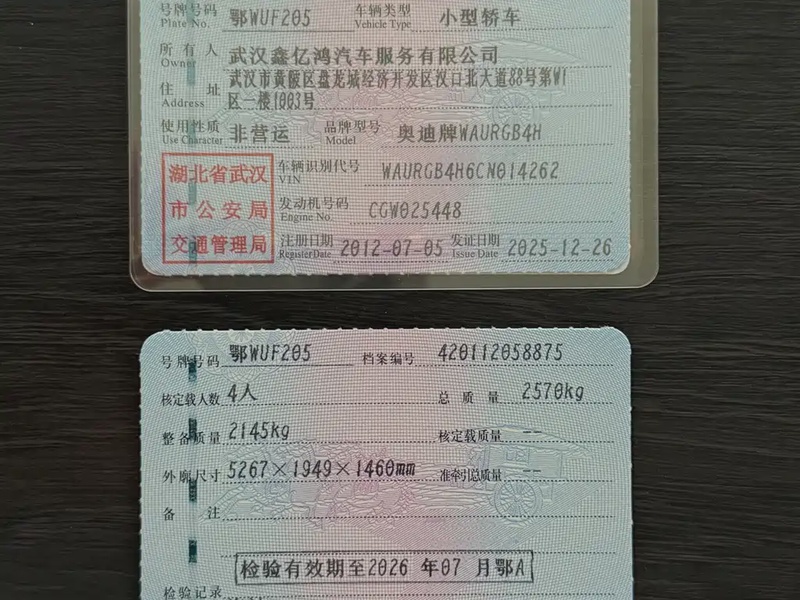 号牌号码 鄂WUF205 车辆类型 小型轿车
Plate No. Vehicle Type
所有人 武汉鑫亿鸿汽车服务有限公司
Owner
住址 武汉市黄陂区盘龙城经济开发区汉口北大道88号第W1
Address 区一楼1003号
使用性质 非营运 品牌型号 奥迪牌WAURGB4H
Use Character Model
湖北省武汉 车辆识别代号 WAURGB4H6CN014262
VIN
市公安局 发动机号码 CGW025448
Engine No.
交通管理局 注册日期 2012-07-05 发证日期 2025-12-26
Register Date Issue Date
号牌号码 鄂WUF205 档案编号 420112058875
核定载人数 4人 总质量 2570kg
整备质量 2145kg 核定载质量 --
外廓尺寸 5267×1949×1460mm 准牵引总质量 --
备注
检验有效期至2026 年07 月鄂A
检验记录